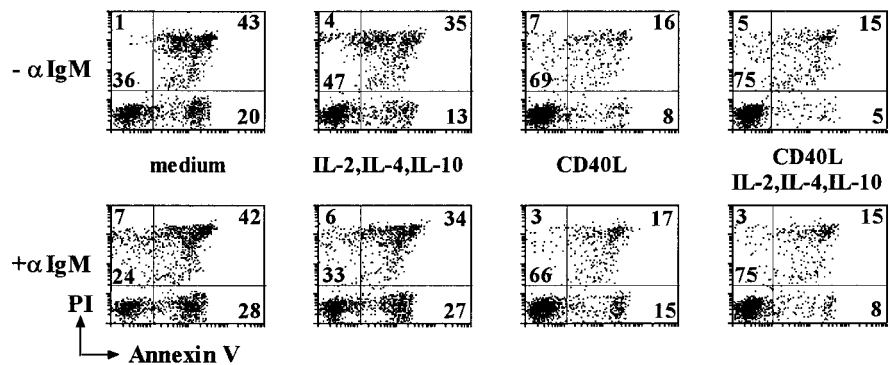 1 43 4 35 7 16 5 15
- αIgM
36 47 69 75
20 13 8 5
medium IL-2,IL-4,IL-10 CD40L CD40L
IL-2,IL-4,IL-10
7 42 6 34 3 17 3 15
+αIgM
24 33 66 75
PI 28 27 15 8
Annexin V